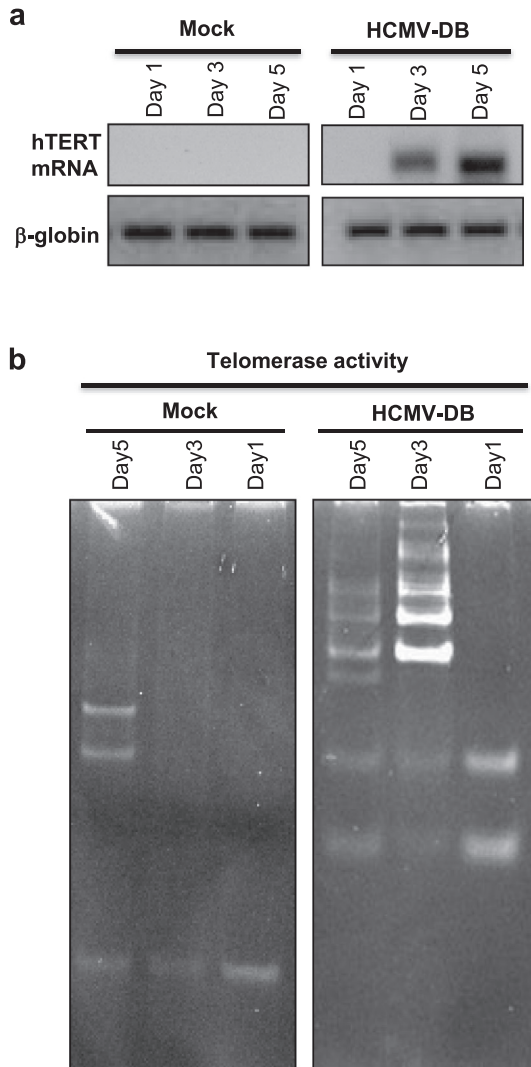 a
Mock
HCMV-DB
Day 1
Day 3
Day 5
Day 1
Day 3
Day 5
hTERT
mRNA
β-globin
b
Telomerase activity
Mock
HCMV-DB
Day5
Day3
Day1
Day5
Day3
Day1